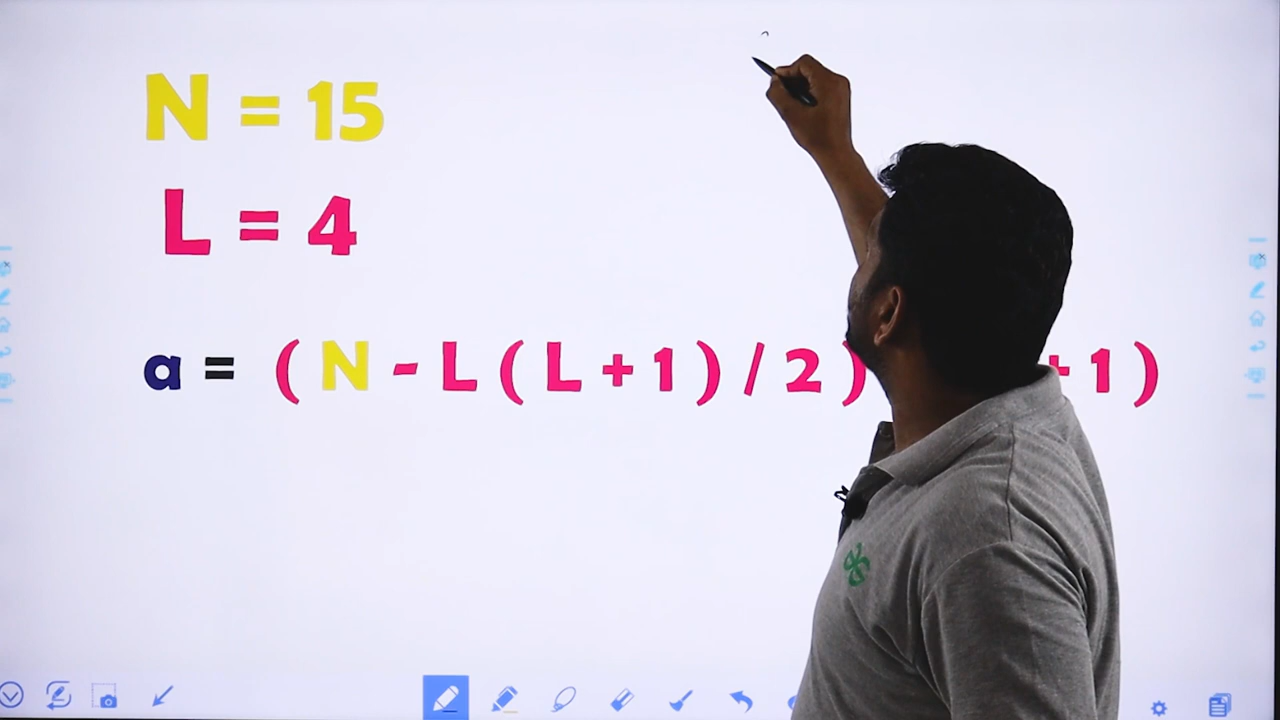 N = 15
L = 4
a = ( N - L ( L + 1 ) / 2 ) + 1 )